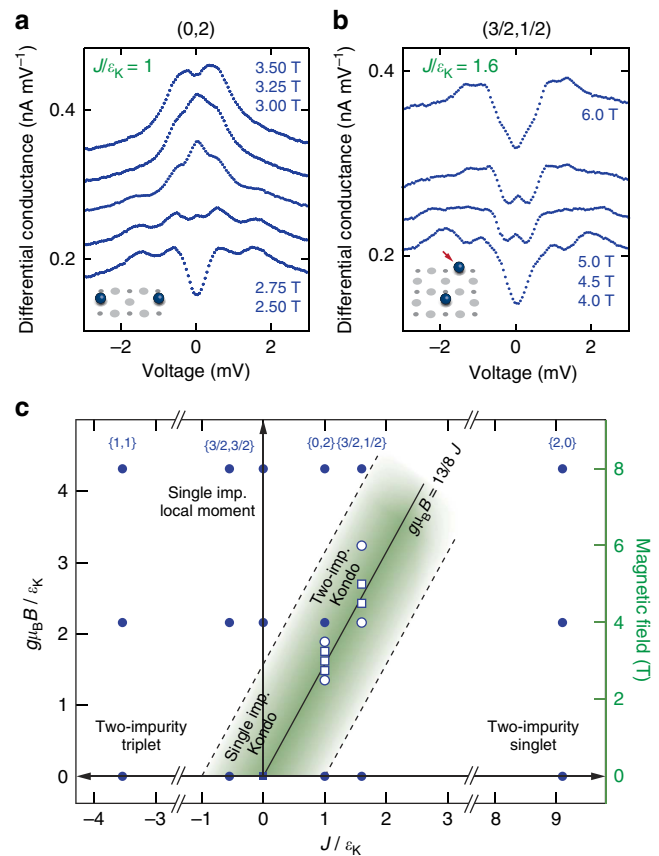 a
(0,2)
J/εK = 1
3.50 T
3.25 T
3.00 T
2.75 T
2.50 T
0.4
0.2
Differential conductance (nA mV⁻¹)
−2
0
2
Voltage (mV)
b
(3/2,1/2)
J/εK = 1.6
6.0 T
5.0 T
4.5 T
4.0 T
0.4
0.2
Differential conductance (nA mV⁻¹)
−2
0
2
Voltage (mV)
c
{1,1}
{3/2,3/2}
{0,2}
{3/2,1/2}
{2,0}
Single imp.
local moment
gμBB = 13/8 J
Two-imp.
Kondo
Single imp.
Kondo
Two-impurity
triplet
Two-impurity
singlet
4
3
2
1
0
gμBB / εK
8
6
4
2
0
Magnetic field (T)
−4
−3
−1
0
1
2
3
8
9
J / εK